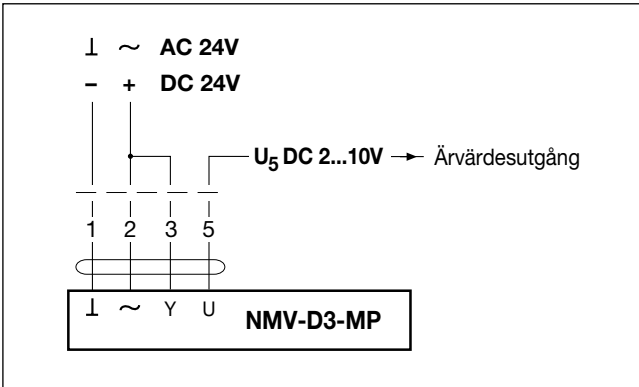 ⊥ ~ AC 24V
– + DC 24V
U5 DC 2...10V Ärvärdesutgång
1 2 3 5
⊥ ~ Y U
NMV-D3-MP